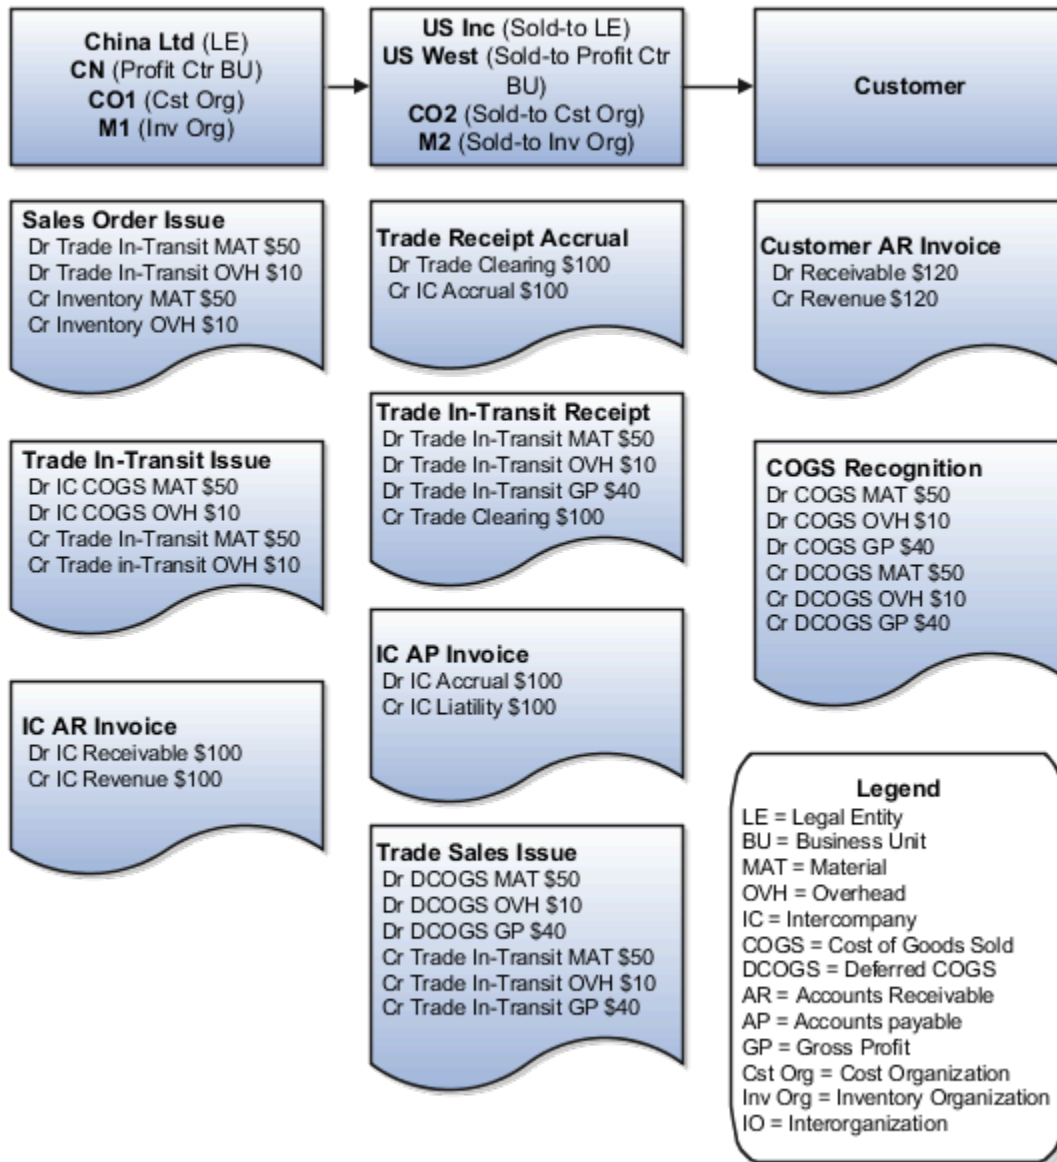 China Ltd (LE)
CN (Profit Ctr BU)
CO1 (Cst Org)
M1 (Inv Org)
US Inc (Sold-to LE)
US West (Sold-to Profit Ctr
BU)
CO2 (Sold-to Cst Org)
M2 (Sold-to Inv Org)
Customer
Sales Order Issue
Dr Trade In-Transit MAT $50
Dr Trade In-Transit OVH $10
Cr Inventory MAT $50
Cr Inventory OVH $10
Trade In-Transit Issue
Dr IC COGS MAT $50
Dr IC COGS OVH $10
Cr Trade In-Transit MAT $50
Cr Trade in-Transit OVH $10
IC AR Invoice
Dr IC Receivable $100
Cr IC Revenue $100
Trade Receipt Accrual
Dr Trade Clearing $100
Cr IC Accrual $100
Trade In-Transit Receipt
Dr Trade In-Transit MAT $50
Dr Trade In-Transit OVH $10
Dr Trade In-Transit GP $40
Cr Trade Clearing $100
IC AP Invoice
Dr IC Accrual $100
Cr IC Liatility $100
Trade Sales Issue
Dr DCOGS MAT $50
Dr DCOGS OVH $10
Dr DCOGS GP $40
Cr Trade In-Transit MAT $50
Cr Trade In-Transit OVH $10
Cr Trade In-Transit GP $40
Customer AR Invoice
Dr Receivable $120
Cr Revenue $120
COGS Recognition
Dr COGS MAT $50
Dr COGS OVH $10
Dr COGS GP $40
Cr DCOGS MAT $50
Cr DCOGS OVH $10
Cr DCOGS GP $40
Legend
LE = Legal Entity
BU = Business Unit
MAT = Material
OVH = Overhead
IC = Intercompany
COGS = Cost of Goods Sold
DCOGS = Deferred COGS
AR = Accounts Receivable
AP = Accounts payable
GP = Gross Profit
Cst Org = Cost Organization
Inv Org = Inventory Organization
IO = Interorganization